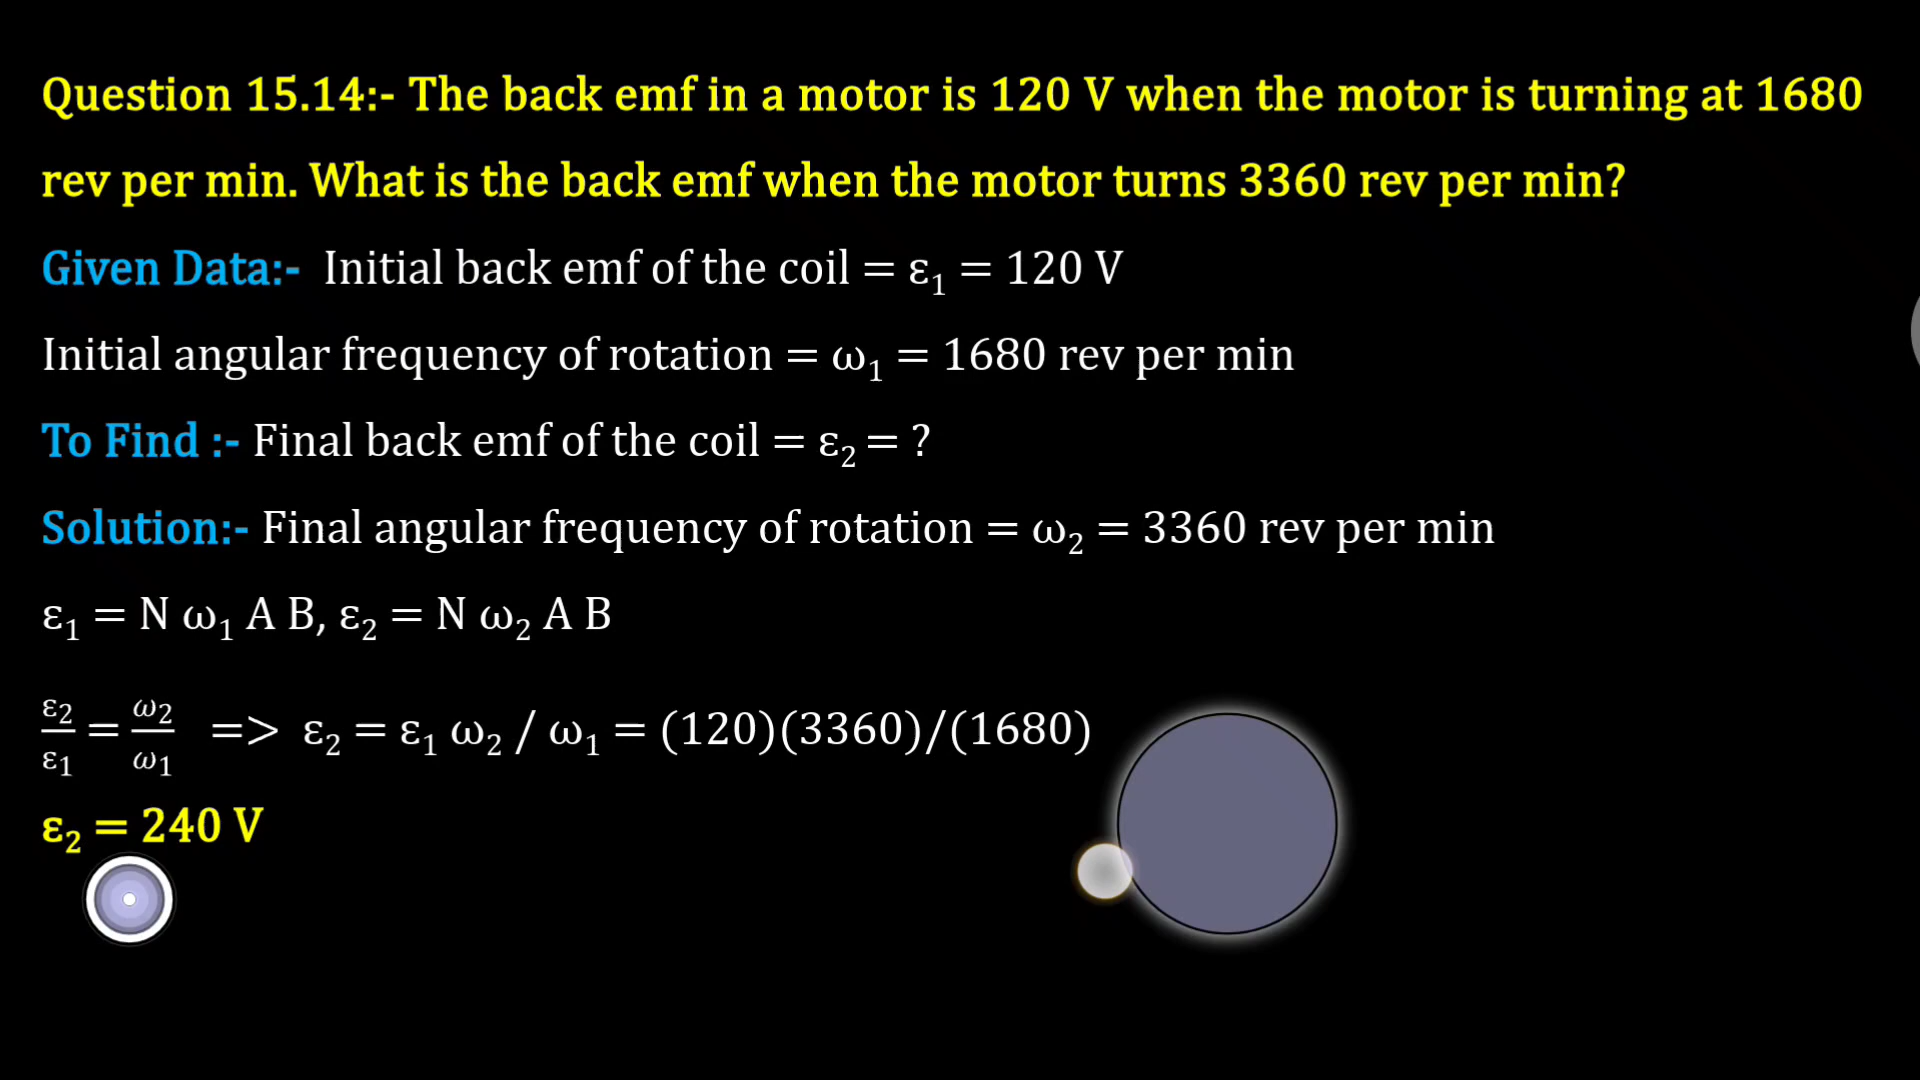 Question 15.14:- The back emf in a motor is 120 V when the motor is turning at 1680
rev per min. What is the back emf when the motor turns 3360 rev per min?
Given Data:- Initial back emf of the coil = ε₁ = 120 V
Initial angular frequency of rotation = ω₁ = 1680 rev per min
To Find :- Final back emf of the coil = ε₂ = ?
Solution:- Final angular frequency of rotation = ω₂ = 3360 rev per min
ε₁ = N ω₁ A B, ε₂ = N ω₂ A B
ε₂/ε₁ = ω₂/ω₁ => ε₂ = ε₁ ω₂ / ω₁ = (120)(3360)/(1680)
ε₂ = 240 V